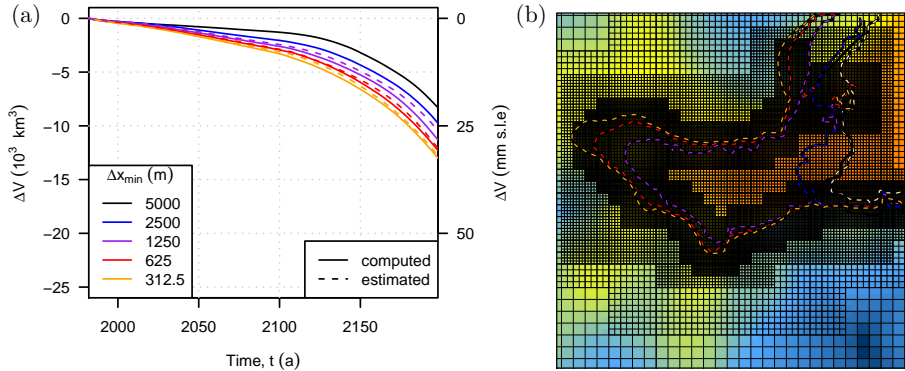 (a)
(b)
0
−5
−10
−15
−20
−25
ΔV (10³ km³)
0
25
50
ΔV (mm s.l.e)
Δx_min (m)
5000
2500
1250
625
312.5
computed
estimated
2000
2050
2100
2150
Time, t (a)